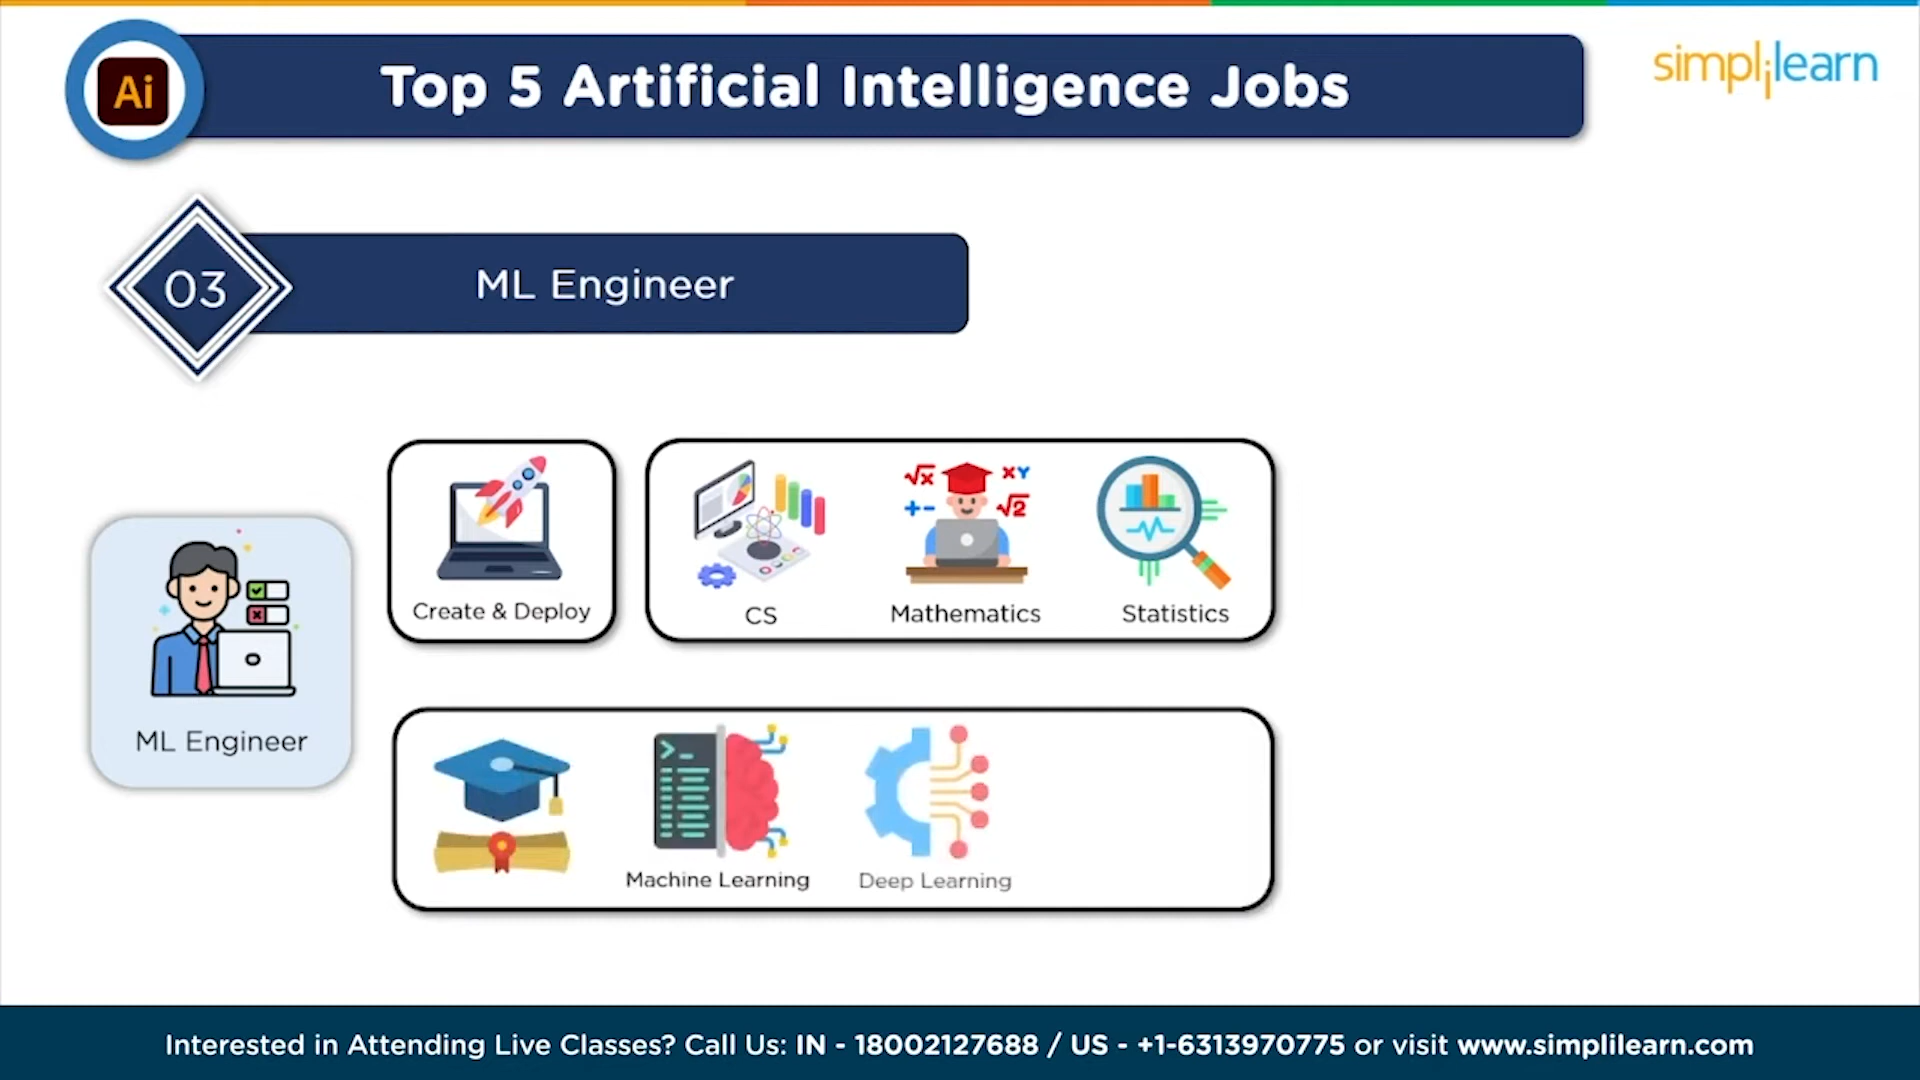 Ai
Top 5 Artificial Intelligence Jobs
simplilearn
03
ML Engineer
√x
XY
+-
√2
Create & Deploy
CS
Mathematics
Statistics
ML Engineer
>_
Machine Learning
Deep Learning
Interested in Attending Live Classes? Call Us: IN - 18002127688 / US - +1-6313970775 or visit www.simplilearn.com